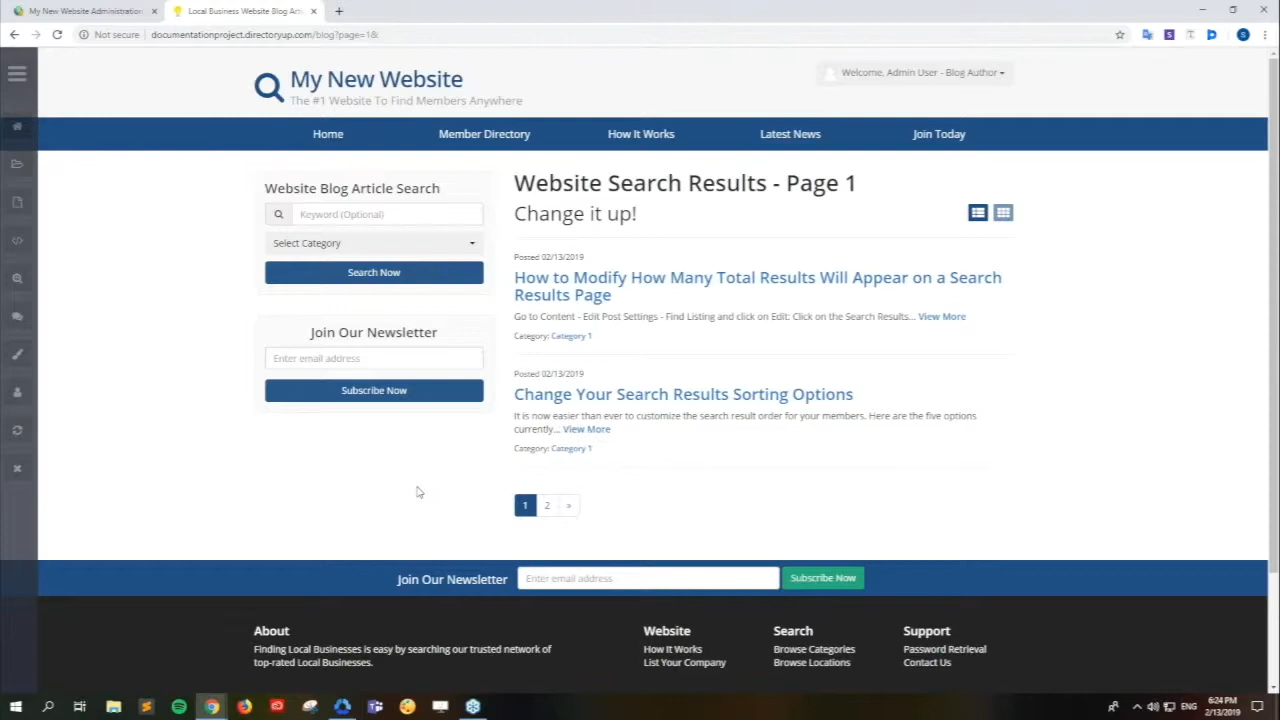 My New Website Administration
Local Business Website Blog Artic
Not secure
documentationproject.directoryup.com/blog?page=1&
My New Website
The #1 Website To Find Members Anywhere
Welcome, Admin User - Blog Author
Home
Member Directory
How It Works
Latest News
Join Today
Website Blog Article Search
Keyword (Optional)
Select Category
Search Now
Join Our Newsletter
Enter email address
Subscribe Now
Website Search Results - Page 1
Change it up!
Posted 02/13/2019
How to Modify How Many Total Results Will Appear on a Search
Results Page
Go to Content - Edit Post Settings - Find Listing and click on Edit: Click on the Search Results... View More
Category: Category 1
Posted 02/13/2019
Change Your Search Results Sorting Options
It is now easier than ever to customize the search result order for your members. Here are the five options
currently... View More
Category: Category 1
1 2 »
Join Our Newsletter
Enter email address
Subscribe Now
About
Finding Local Businesses is easy by searching our trusted network of
top-rated Local Businesses.
Website
How It Works
List Your Company
Search
Browse Categories
Browse Locations
Support
Password Retrieval
Contact Us
ENG
6:24 PM
2/13/2019